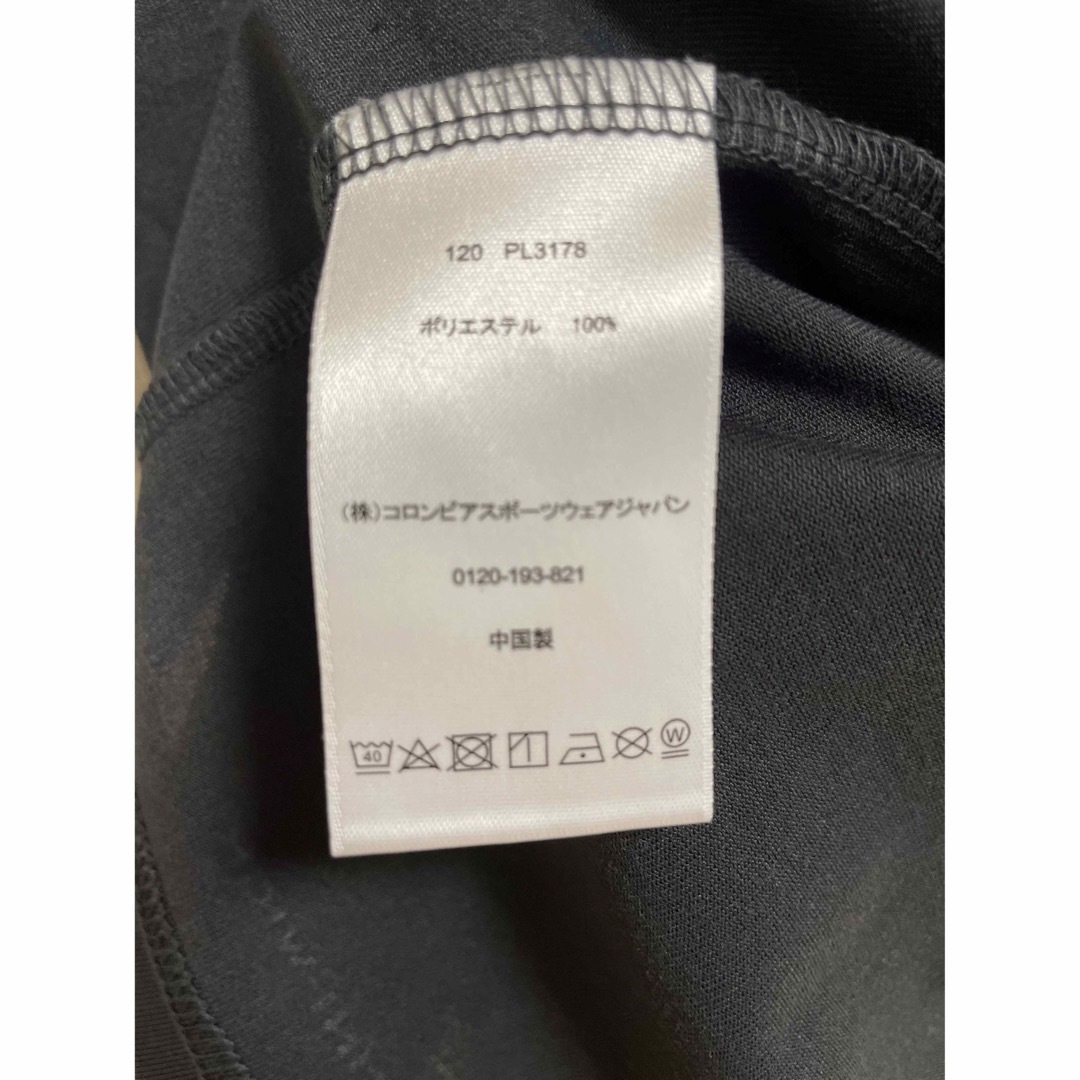 120 PL3178
ポリエステル 100%
(株)コロンビアスポーツウェアジャパン
0120-193-821
中国製
40 W